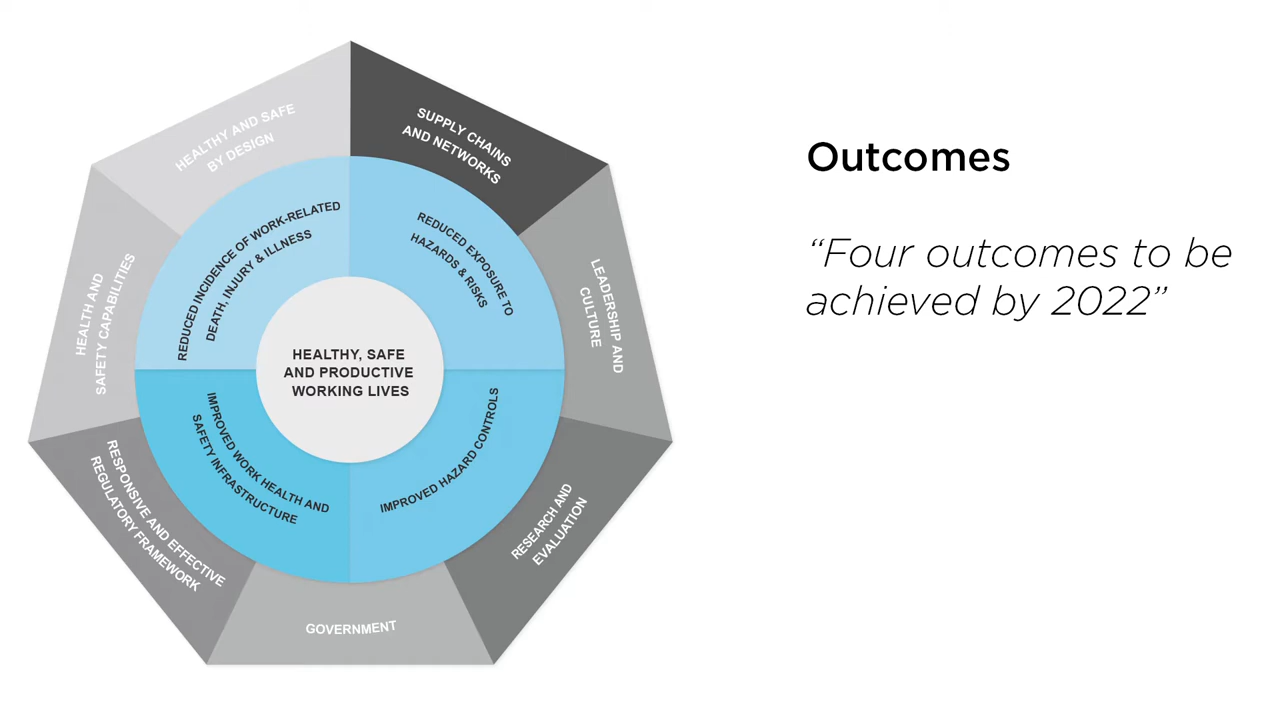 HEALTHY AND SAFE
BY DESIGN
SUPPLY CHAINS
AND NETWORKS
LEADERSHIP AND
CULTURE
RESEARCH AND
EVALUATION
GOVERNMENT
RESPONSIVE AND EFFECTIVE
REGULATORY FRAMEWORK
HEALTH AND
SAFETY CAPABILITIES
REDUCED INCIDENCE OF WORK-RELATED
DEATH, INJURY & ILLNESS
REDUCED EXPOSURE TO
HAZARDS & RISKS
IMPROVED HAZARD CONTROLS
IMPROVED WORK HEALTH AND
SAFETY INFRASTRUCTURE
HEALTHY, SAFE
AND PRODUCTIVE
WORKING LIVES
Outcomes
“Four outcomes to be
achieved by 2022”